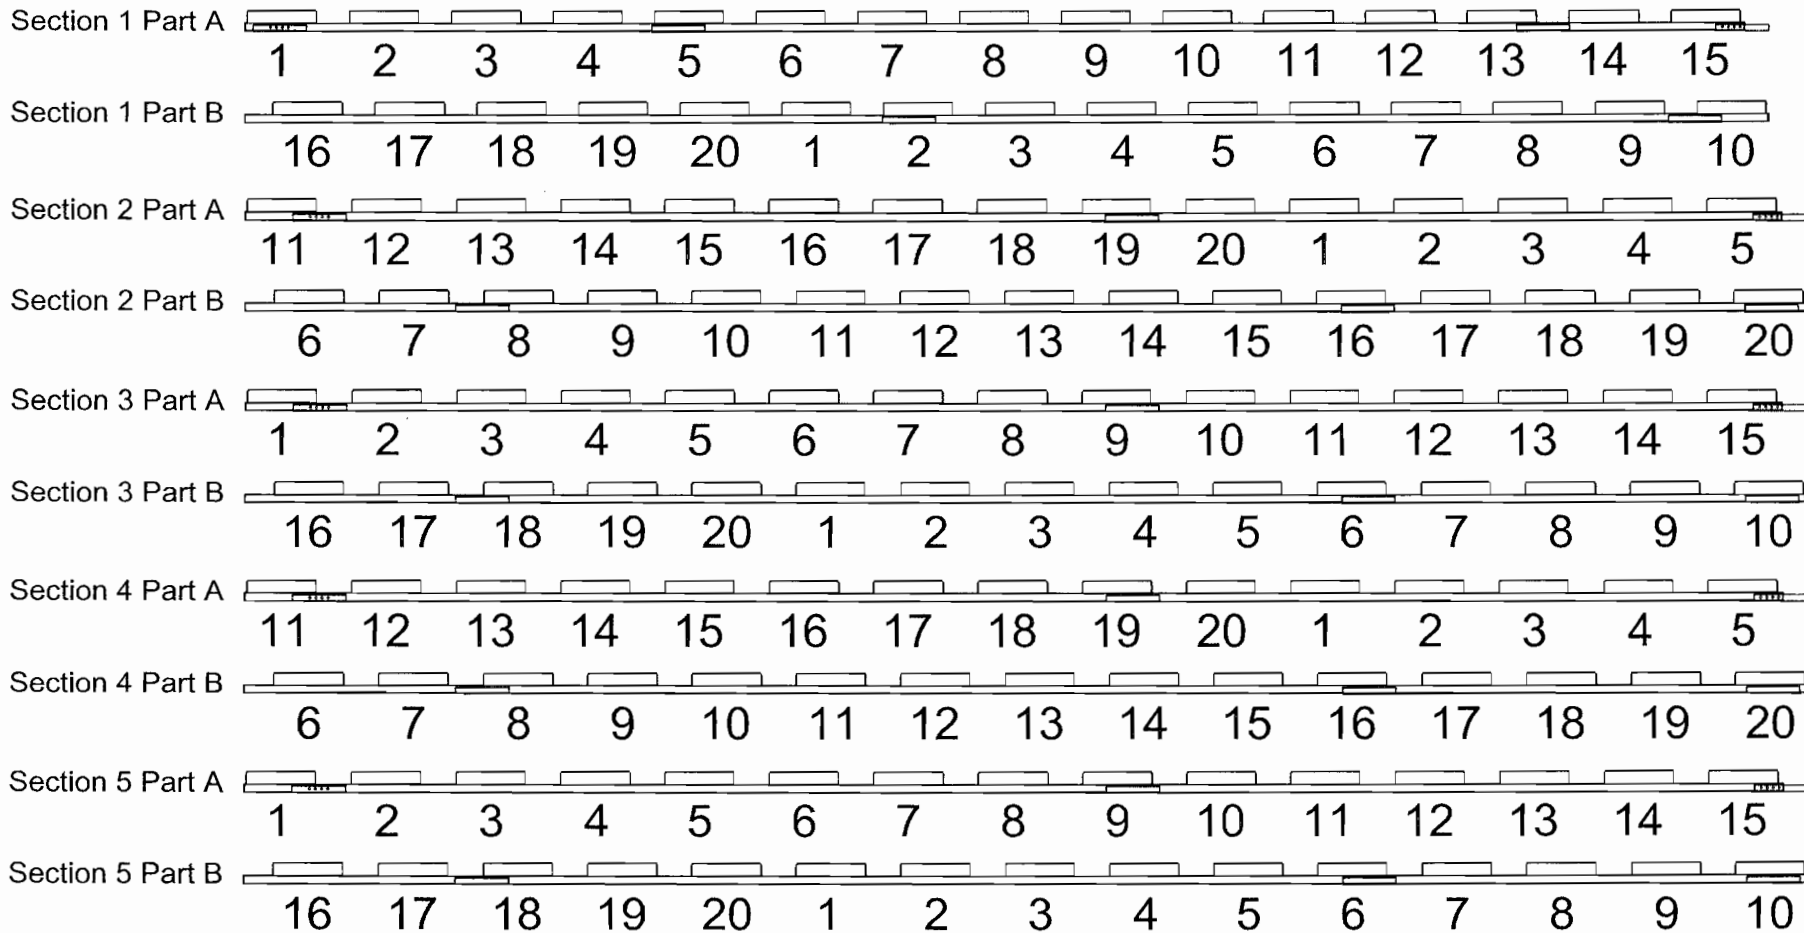 Section 1 Part A
1 2 3 4 5 6 7 8 9 10 11 12 13 14 15
Section 1 Part B
16 17 18 19 20 1 2 3 4 5 6 7 8 9 10
Section 2 Part A
11 12 13 14 15 16 17 18 19 20 1 2 3 4 5
Section 2 Part B
6 7 8 9 10 11 12 13 14 15 16 17 18 19 20
Section 3 Part A
1 2 3 4 5 6 7 8 9 10 11 12 13 14 15
Section 3 Part B
16 17 18 19 20 1 2 3 4 5 6 7 8 9 10
Section 4 Part A
11 12 13 14 15 16 17 18 19 20 1 2 3 4 5
Section 4 Part B
6 7 8 9 10 11 12 13 14 15 16 17 18 19 20
Section 5 Part A
1 2 3 4 5 6 7 8 9 10 11 12 13 14 15
Section 5 Part B
16 17 18 19 20 1 2 3 4 5 6 7 8 9 10